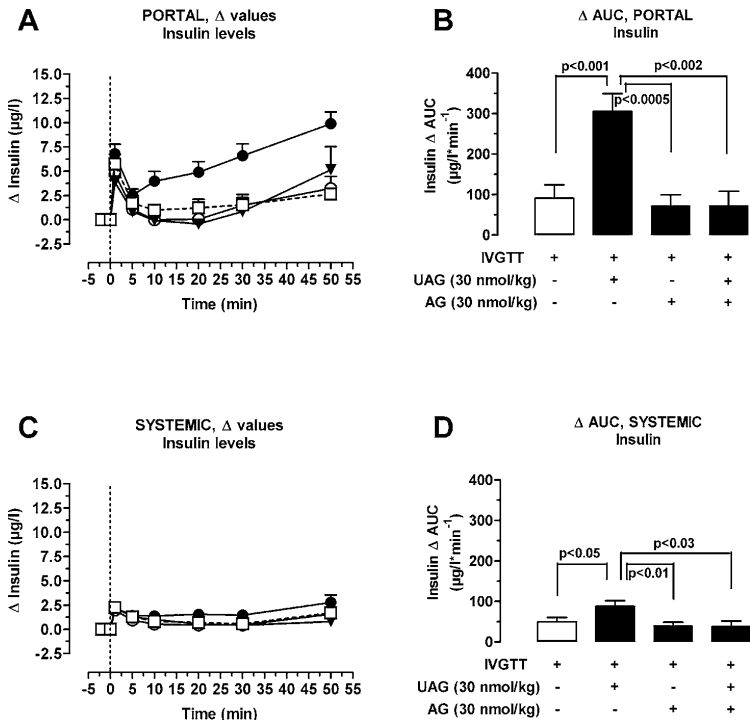 A
PORTAL, Δ values
Insulin levels
Δ Insulin (µg/l)
15.0
12.5
10.0
7.5
5.0
2.5
0.0
-2.5
-5 0 5 10 15 20 25 30 35 40 45 50 55
Time (min)
B
Δ AUC, PORTAL
Insulin
Insulin Δ AUC
(µg/l*min⁻¹)
400
300
200
100
0
p<0.001
p<0.002
p<0.0005
IVGTT + + + +
UAG (30 nmol/kg) - + - +
AG (30 nmol/kg) - - + +
C
SYSTEMIC, Δ values
Insulin levels
Δ Insulin (µg/l)
15.0
12.5
10.0
7.5
5.0
2.5
0.0
-2.5
-5 0 5 10 15 20 25 30 35 40 45 50 55
Time (min)
D
Δ AUC, SYSTEMIC
Insulin
Insulin Δ AUC
(µg/l*min⁻¹)
400
300
200
100
0
p<0.05
p<0.03
p<0.01
IVGTT + + + +
UAG (30 nmol/kg) - + - +
AG (30 nmol/kg) - - + +